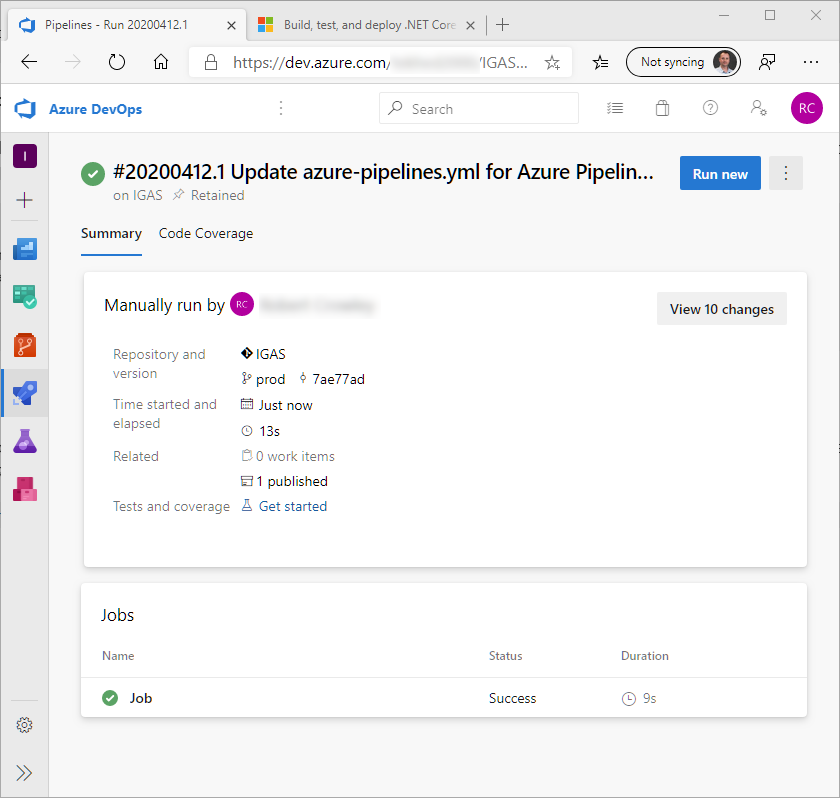 Pipelines - Run 20200412.1
Build, test, and deploy .NET Core
https://dev.azure.com/ /IGAS...
Not syncing
Azure DevOps
Search
RC
I
#20200412.1 Update azure-pipelines.yml for Azure Pipelin...
Run new
on IGAS Retained
Summary Code Coverage
Manually run by RC
View 10 changes
Repository and version
IGAS
prod 7ae77ad
Time started and elapsed
Just now
13s
Related
0 work items
1 published
Tests and coverage Get started
Jobs
Name Status Duration
Job Success 9s